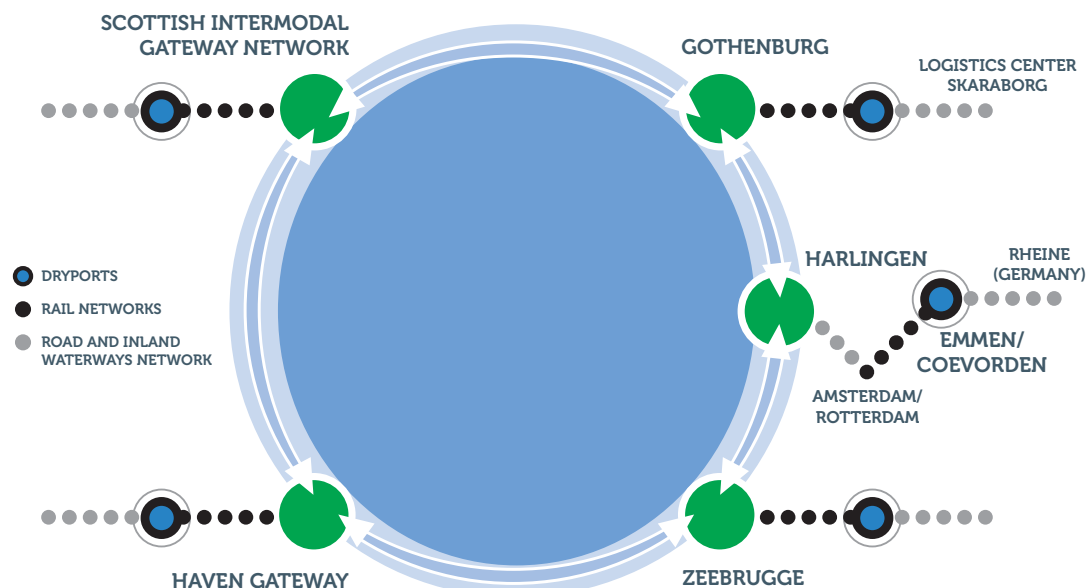 SCOTTISH INTERMODAL
GATEWAY NETWORK
GOTHENBURG
LOGISTICS CENTER
SKARABORG
HARLINGEN
RHEINE
(GERMANY)
DRYPORTS
RAIL NETWORKS
ROAD AND INLAND
WATERWAYS NETWORK
EMMEN/
COEVORDEN
AMSTERDAM/
ROTTERDAM
HAVEN GATEWAY
ZEEBRUGGE